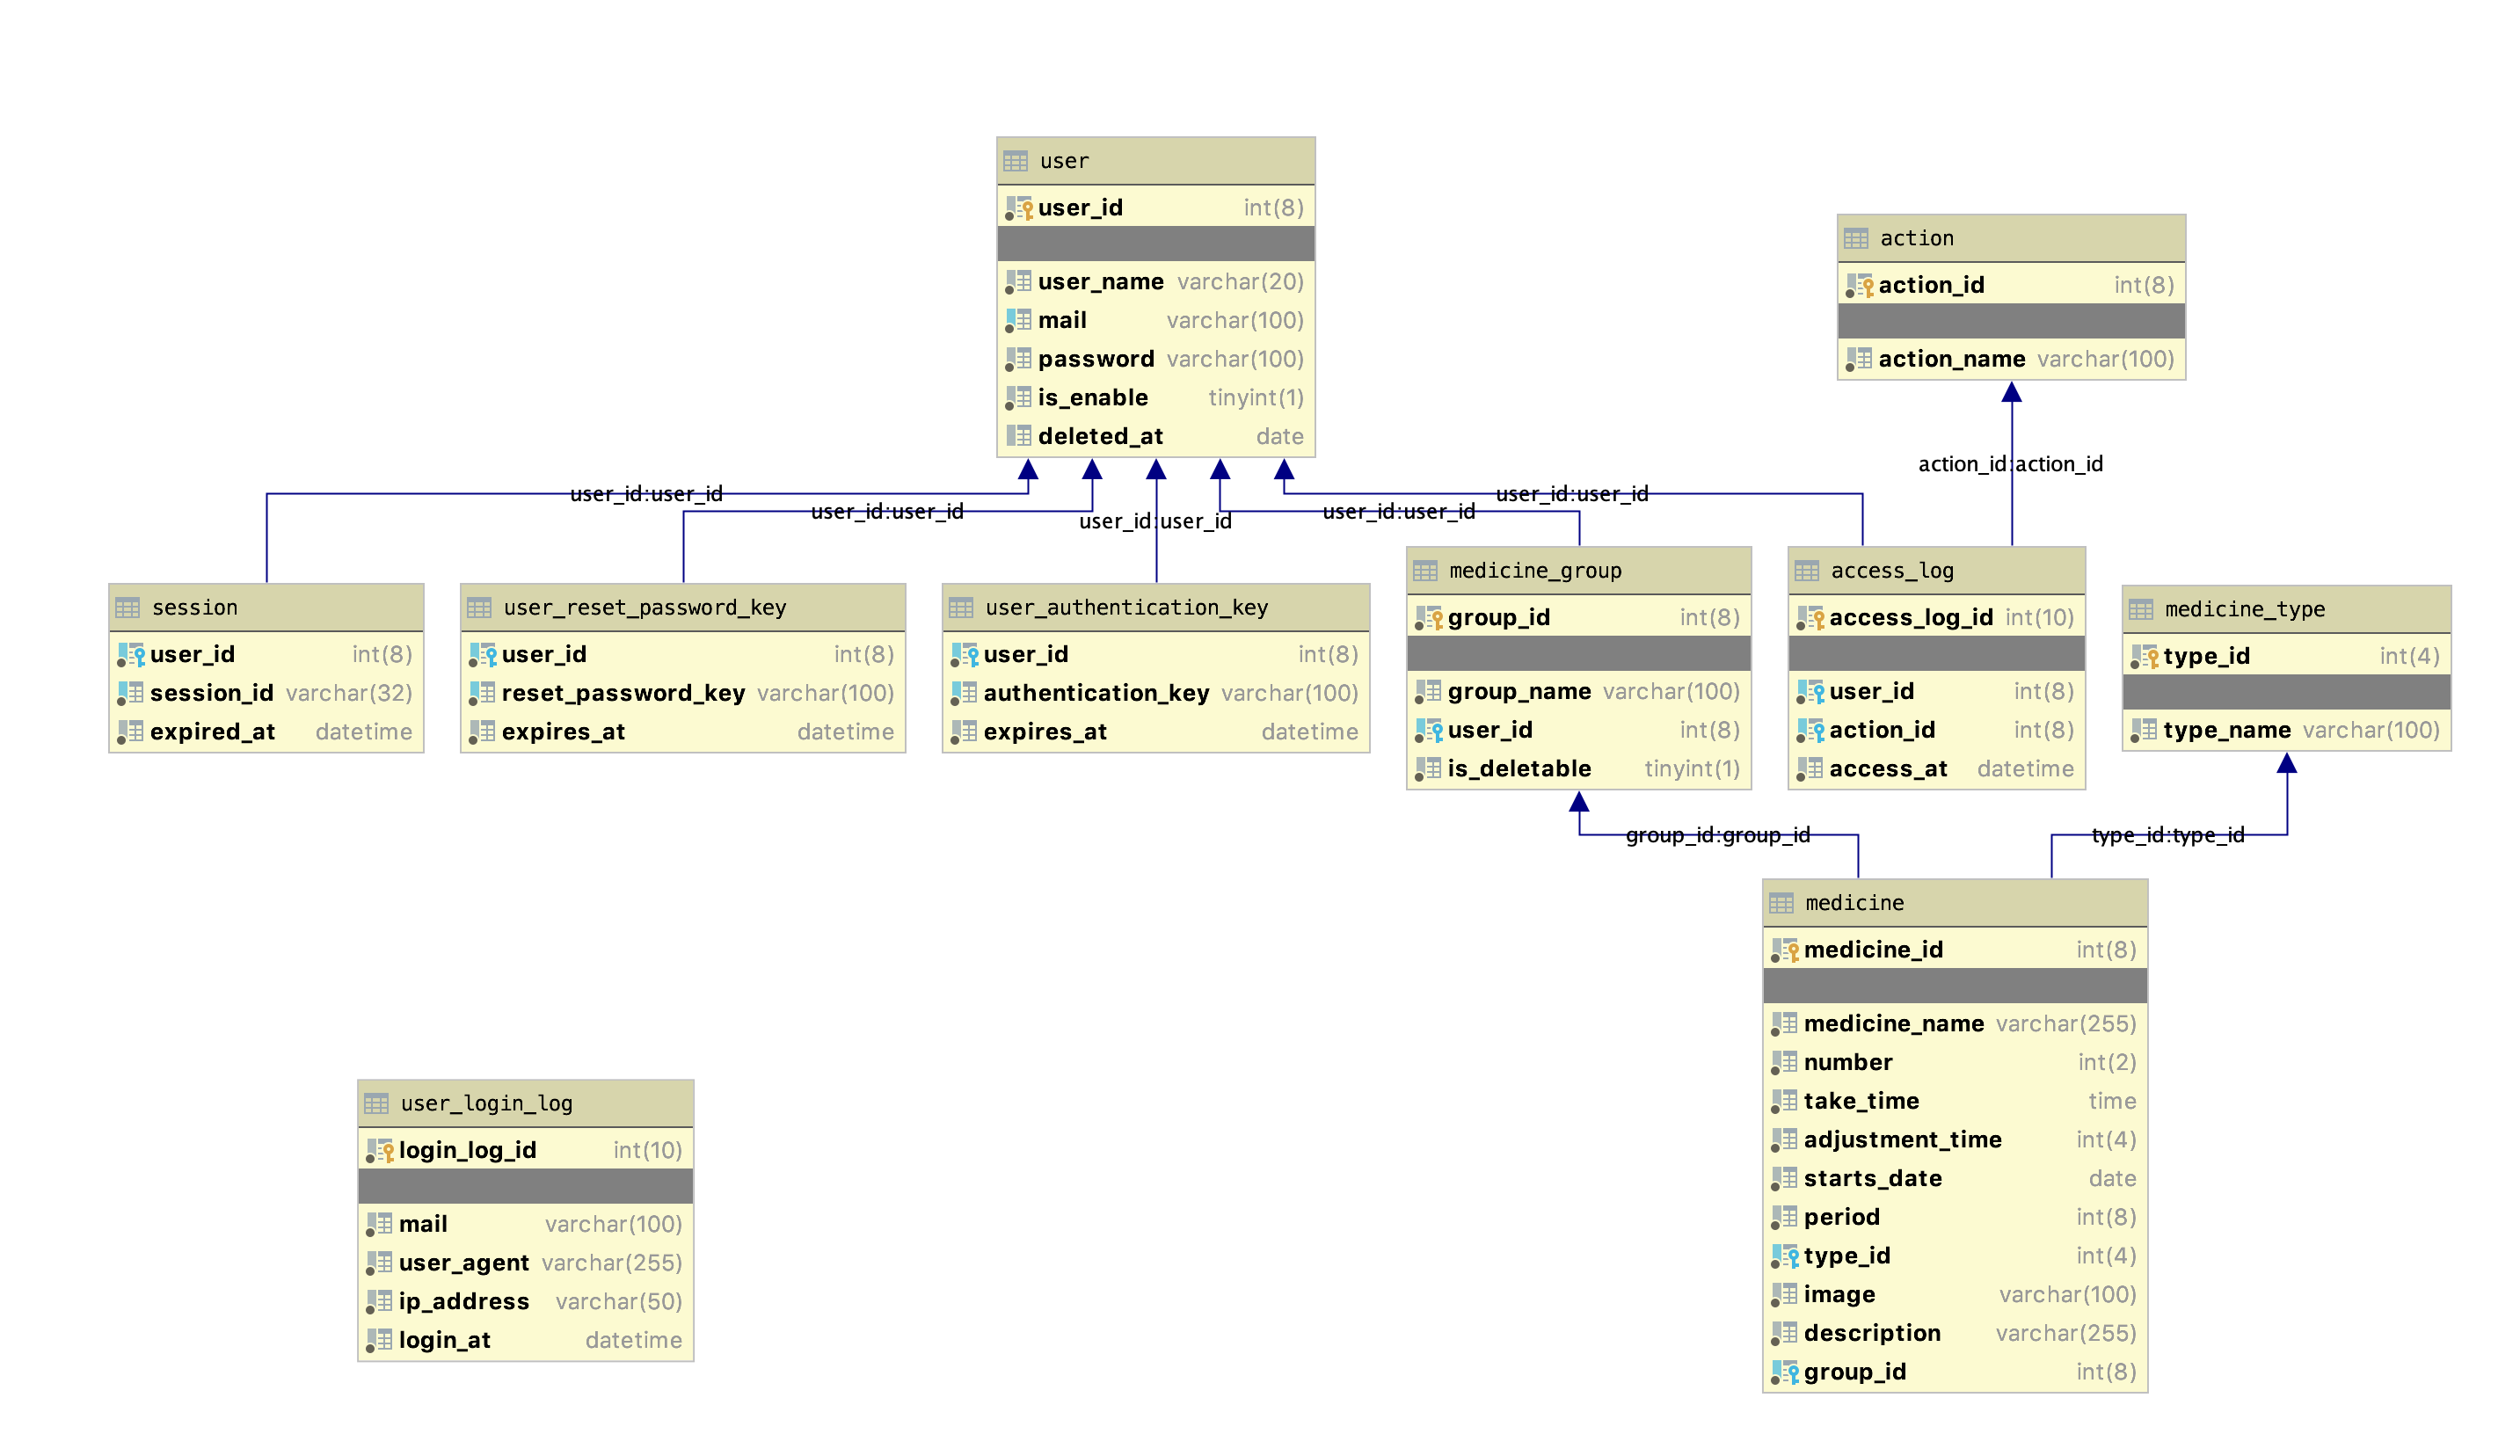 user
user_id int(8)
user_name varchar(20)
mail varchar(100)
password varchar(100)
is_enable tinyint(1)
deleted_at date
action
action_id int(8)
action_name varchar(100)
action_id:action_id
user_id:user_id
user_id:user_id
user_id:user_id
user_id:user_id
user_id:user_id
session
user_id int(8)
session_id varchar(32)
expired_at datetime
user_reset_password_key
user_id int(8)
reset_password_key varchar(100)
expires_at datetime
user_authentication_key
user_id int(8)
authentication_key varchar(100)
expires_at datetime
medicine_group
group_id int(8)
group_name varchar(100)
user_id int(8)
is_deletable tinyint(1)
access_log
access_log_id int(10)
user_id int(8)
action_id int(8)
access_at datetime
medicine_type
type_id int(4)
type_name varchar(100)
group_id:group_id
type_id:type_id
medicine
medicine_id int(8)
medicine_name varchar(255)
number int(2)
take_time time
adjustment_time int(4)
starts_date date
period int(8)
type_id int(4)
image varchar(100)
description varchar(255)
group_id int(8)
user_login_log
login_log_id int(10)
mail varchar(100)
user_agent varchar(255)
ip_address varchar(50)
login_at datetime